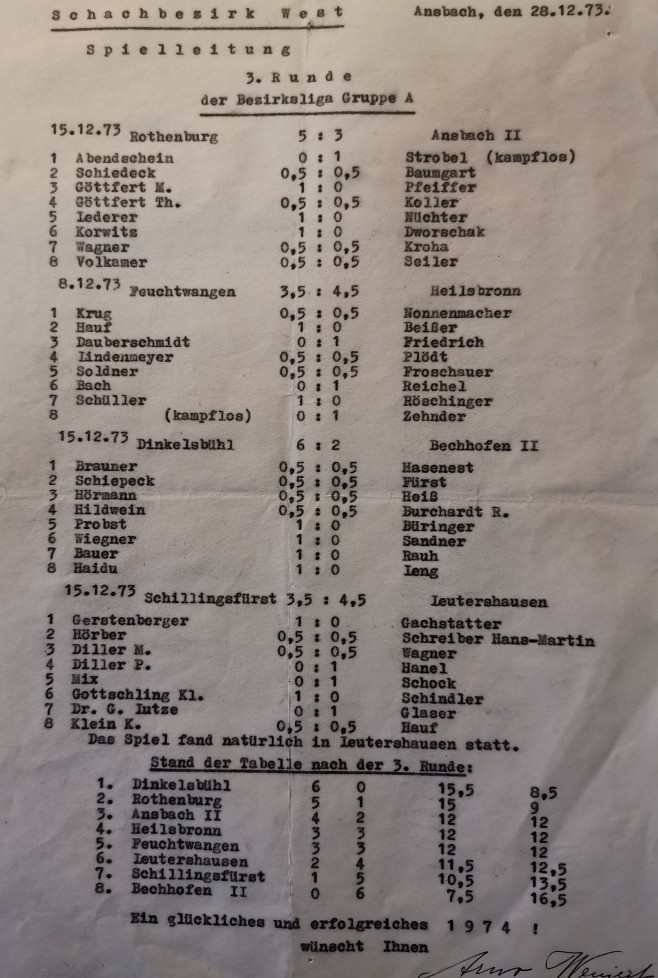 Schachbezirk West Ansbach, den 28.12.73.
Spielleitung
3. Runde
der Bezirksliga Gruppe A
15.12.73 Rothenburg 5 : 3 Ansbach II
1 Abendschein 0 : 1 Strobel (kampflos)
2 Schiedeck 0,5 : 0,5 Baumgart
3 Göttfert M. 1 : 0 Pfeiffer
4 Göttfert Th. 0,5 : 0,5 Koller
5 Lederer 1 : 0 Nüchter
6 Korwitz 1 : 0 Dworschak
7 Wagner 0,5 : 0,5 Kroha
8 Volkamer 0,5 : 0,5 Seiler
8.12.73 Feuchtwangen 3,5 : 4,5 Heilsbronn
1 Krug 0,5 : 0,5 Nonnenmacher
2 Hauf 1 : 0 Beißer
3 Dauberschmidt 0 : 1 Friedrich
4 Lindenmeyer 0,5 : 0,5 Plödt
5 Soldner 0,5 : 0,5 Froschauer
6 Bach 0 : 1 Reichel
7 Schüller 1 : 0 Röschinger
8 (kampflos) 0 : 1 Zehnder
15.12.73 Dinkelsbühl 6 : 2 Bechhofen II
1 Brauner 0,5 : 0,5 Hasenest
2 Schiepeck 0,5 : 0,5 Fürst
3 Hörmann 0,5 : 0,5 Heiß
4 Hildwein 0,5 : 0,5 Burchardt R.
5 Probst 1 : 0 Büringer
6 Wiegner 1 : 0 Sandner
7 Bauer 1 : 0 Rauh
8 Haidu 1 : 0 Leng
15.12.73 Schillingsfürst 3,5 : 4,5 Leutershausen
1 Gerstenberger 1 : 0 Gachstatter
2 Hörber 0,5 : 0,5 Schreiber Hans-Martin
3 Diller M. 0,5 : 0,5 Wagner
4 Diller P. 0 : 1 Hanel
5 Mix 0 : 1 Schock
6 Gottschling Kl. 1 : 0 Schindler
7 Dr. G. Lutze 0 : 1 Glaser
8 Klein K. 0,5 : 0,5 Hauf
Das Spiel fand natürlich in Leutershausen statt.
Stand der Tabelle nach der 3. Runde:
1. Dinkelsbühl 6 0 15,5 8,5
2. Rothenburg 5 1 15 9
3. Ansbach II 4 2 12 12
4. Heilsbronn 3 3 12 12
5. Feuchtwangen 3 3 12 12
6. Leutershausen 2 4 11,5 12,5
7. Schillingsfürst 1 5 10,5 13,5
8. Bechhofen II 0 6 7,5 16,5
Ein glückliches und erfolgreiches 1974 !
wünscht Ihnen
Arno